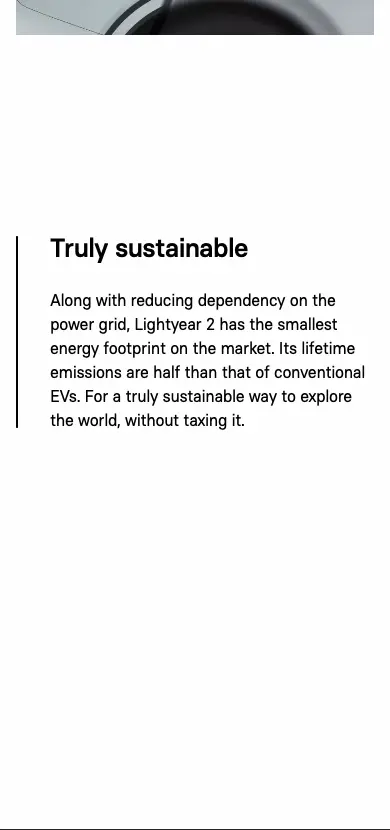 Truly sustainable
Along with reducing dependency on the
power grid, Lightyear 2 has the smallest
energy footprint on the market. Its lifetime
emissions are half than that of conventional
EVs. For a truly sustainable way to explore
the world, without taxing it.